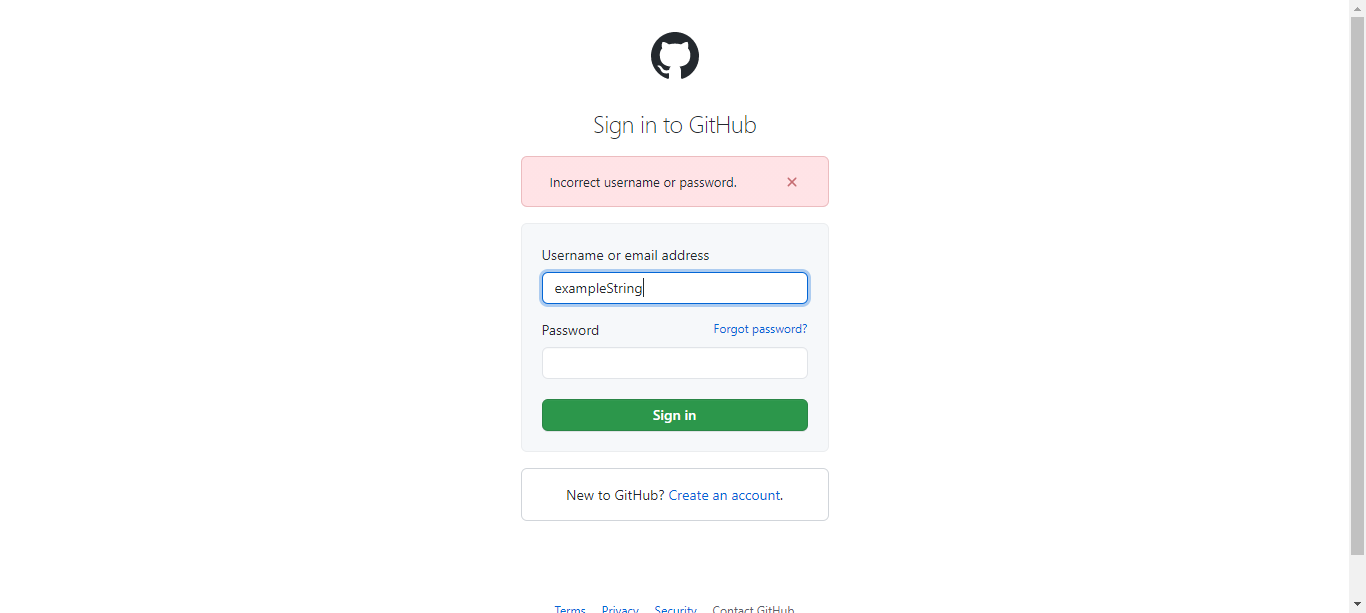 Sign in to GitHub
Incorrect username or password.
Username or email address
exampleString
Password Forgot password?
Sign in
New to GitHub? Create an account.
Terms Privacy Security Contact GitHub